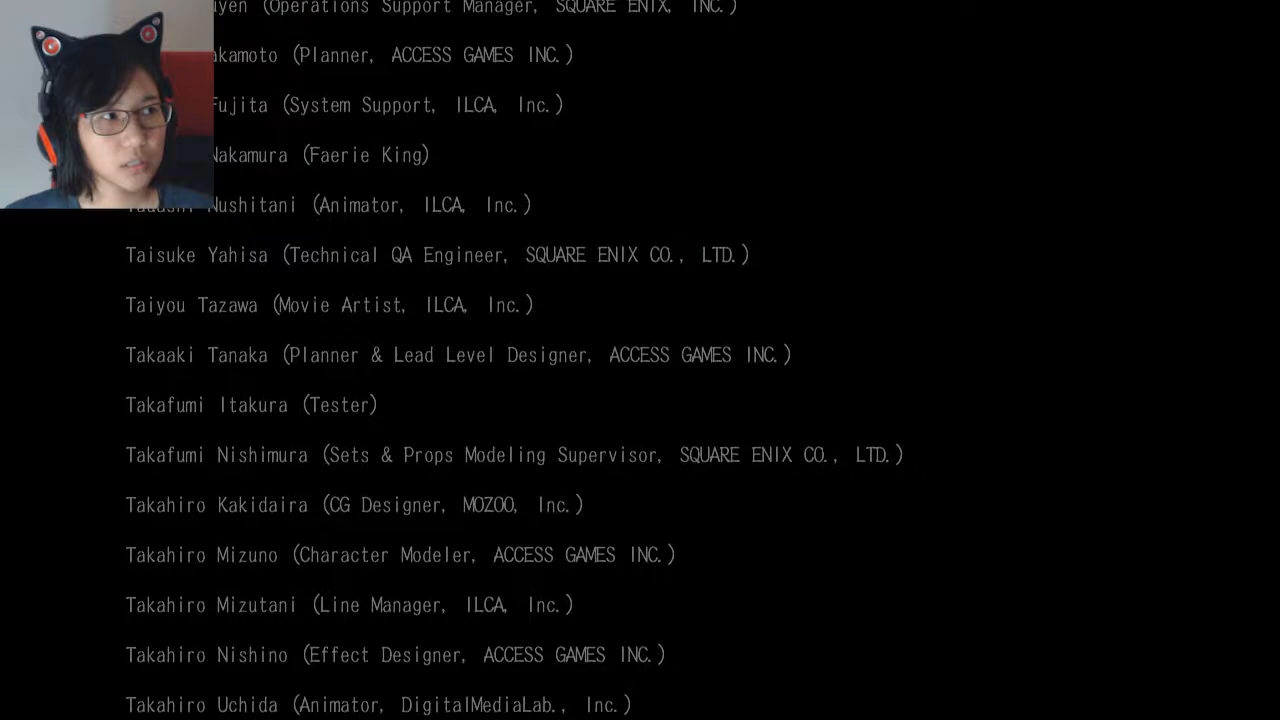 (Operations Support Manager, SQUARE ENIX, INC.)
(Planner, ACCESS GAMES INC.)
Fujita (System Support, ILCA, Inc.)
Nakamura (Faerie King)
Nushitani (Animator, ILCA, Inc.)
Taisuke Yahisa (Technical QA Engineer, SQUARE ENIX CO., LTD.)
Taiyou Tazawa (Movie Artist, ILCA, Inc.)
Takaaki Tanaka (Planner & Lead Level Designer, ACCESS GAMES INC.)
Takafumi Itakura (Tester)
Takafumi Nishimura (Sets & Props Modeling Supervisor, SQUARE ENIX CO., LTD.)
Takahiro Kakidaira (CG Designer, MOZOO, Inc.)
Takahiro Mizuno (Character Modeler, ACCESS GAMES INC.)
Takahiro Mizutani (Line Manager, ILCA, Inc.)
Takahiro Nishino (Effect Designer, ACCESS GAMES INC.)
Takahiro Uchida (Animator, DigitalMediaLab., Inc.)